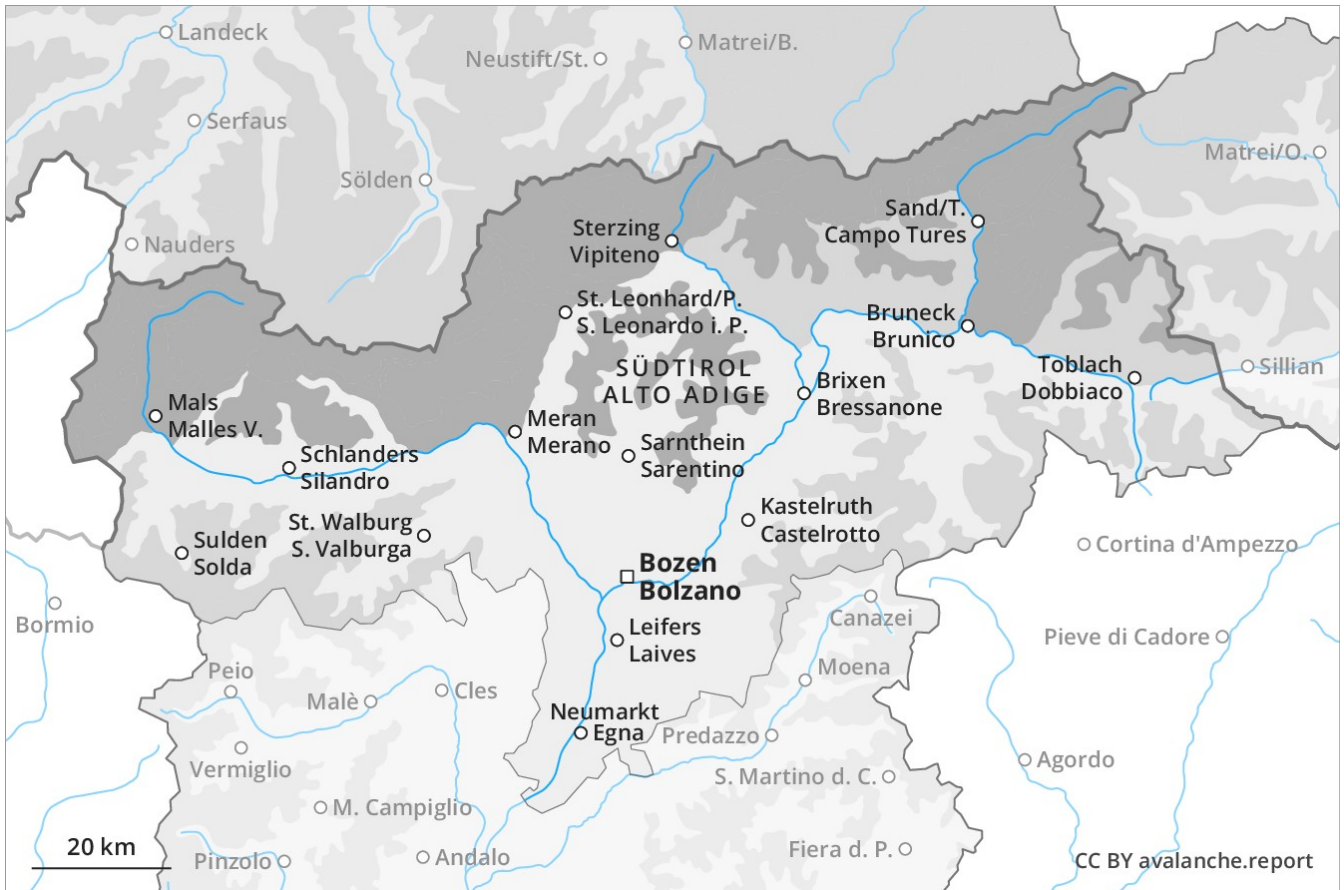 Landeck
Matrei/B.
Neustift/St.
Serfaus
Matrei/O.
Sölden
Sand/T.
Campo Tures
Sterzing
Vipiteno
Nauders
St. Leonhard/P.
S. Leonardo i. P.
Bruneck
Brunico
SÜDTIROL
ALTO ADIGE
Toblach
Dobbiaco
Sillian
Brixen
Bressanone
Mals
Malles V.
Meran
Merano
Sarnthein
Sarentino
Schlanders
Silandro
Kastelruth
Castelrotto
St. Walburg
S. Valburga
Sulden
Solda
Cortina d'Ampezzo
Bozen
Bolzano
Bormio
Canazei
Leifers
Laives
Pieve di Cadore
Peio
Moena
Malè
Cles
Neumarkt
Egna
Predazzo
Vermiglio
Agordo
S. Martino d. C.
M. Campiglio
20 km
Pinzolo
Andalo
Fiera d. P.
CC BY avalanche.report